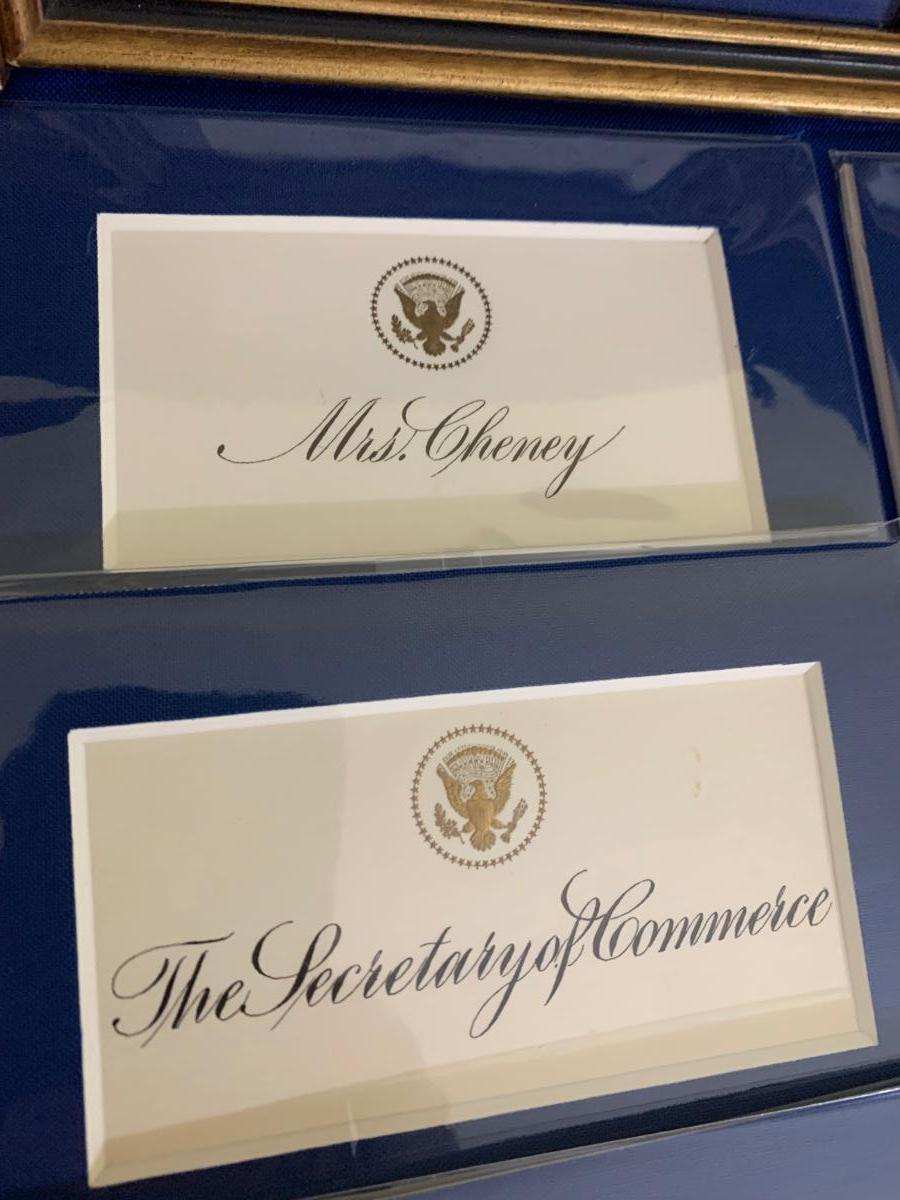 Mrs. Cheney
The Secretary of Commerce